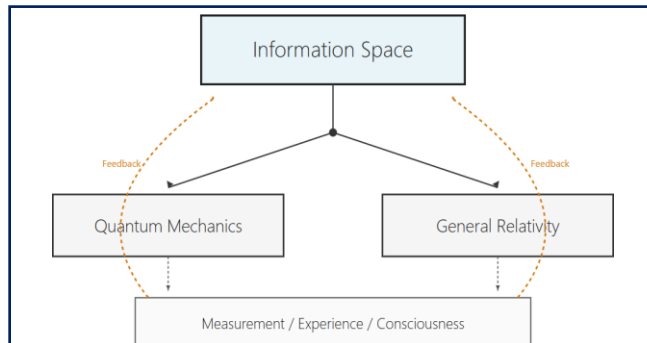 Information Space
Feedback
Feedback
Quantum Mechanics
General Relativity
Measurement / Experience / Consciousness